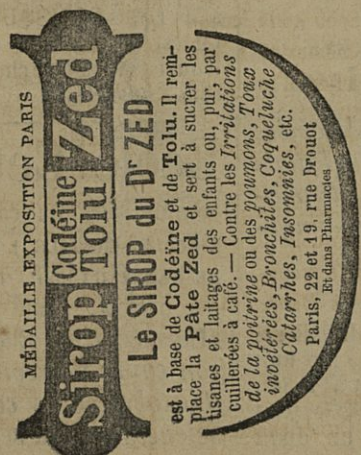 MÉDAILLE EXPOSITION PARIS
Sirop Codéine Tolu Zed
Le SIROP du Dr ZED
est à base de Codéine et de Tolu. Il rem-
place la Pâte Zed et sert à sucrer les
tisanes et laitages des enfants ou, pur, par
cuillerées à café. — Contre les Irritations
de la poitrine ou des poumons, Toux
invétérées, Bronchites, Coqueluche
Catarrhes, Insomnies, etc.
Paris, 22 et 19, rue Drouot
Et dans Pharmacies